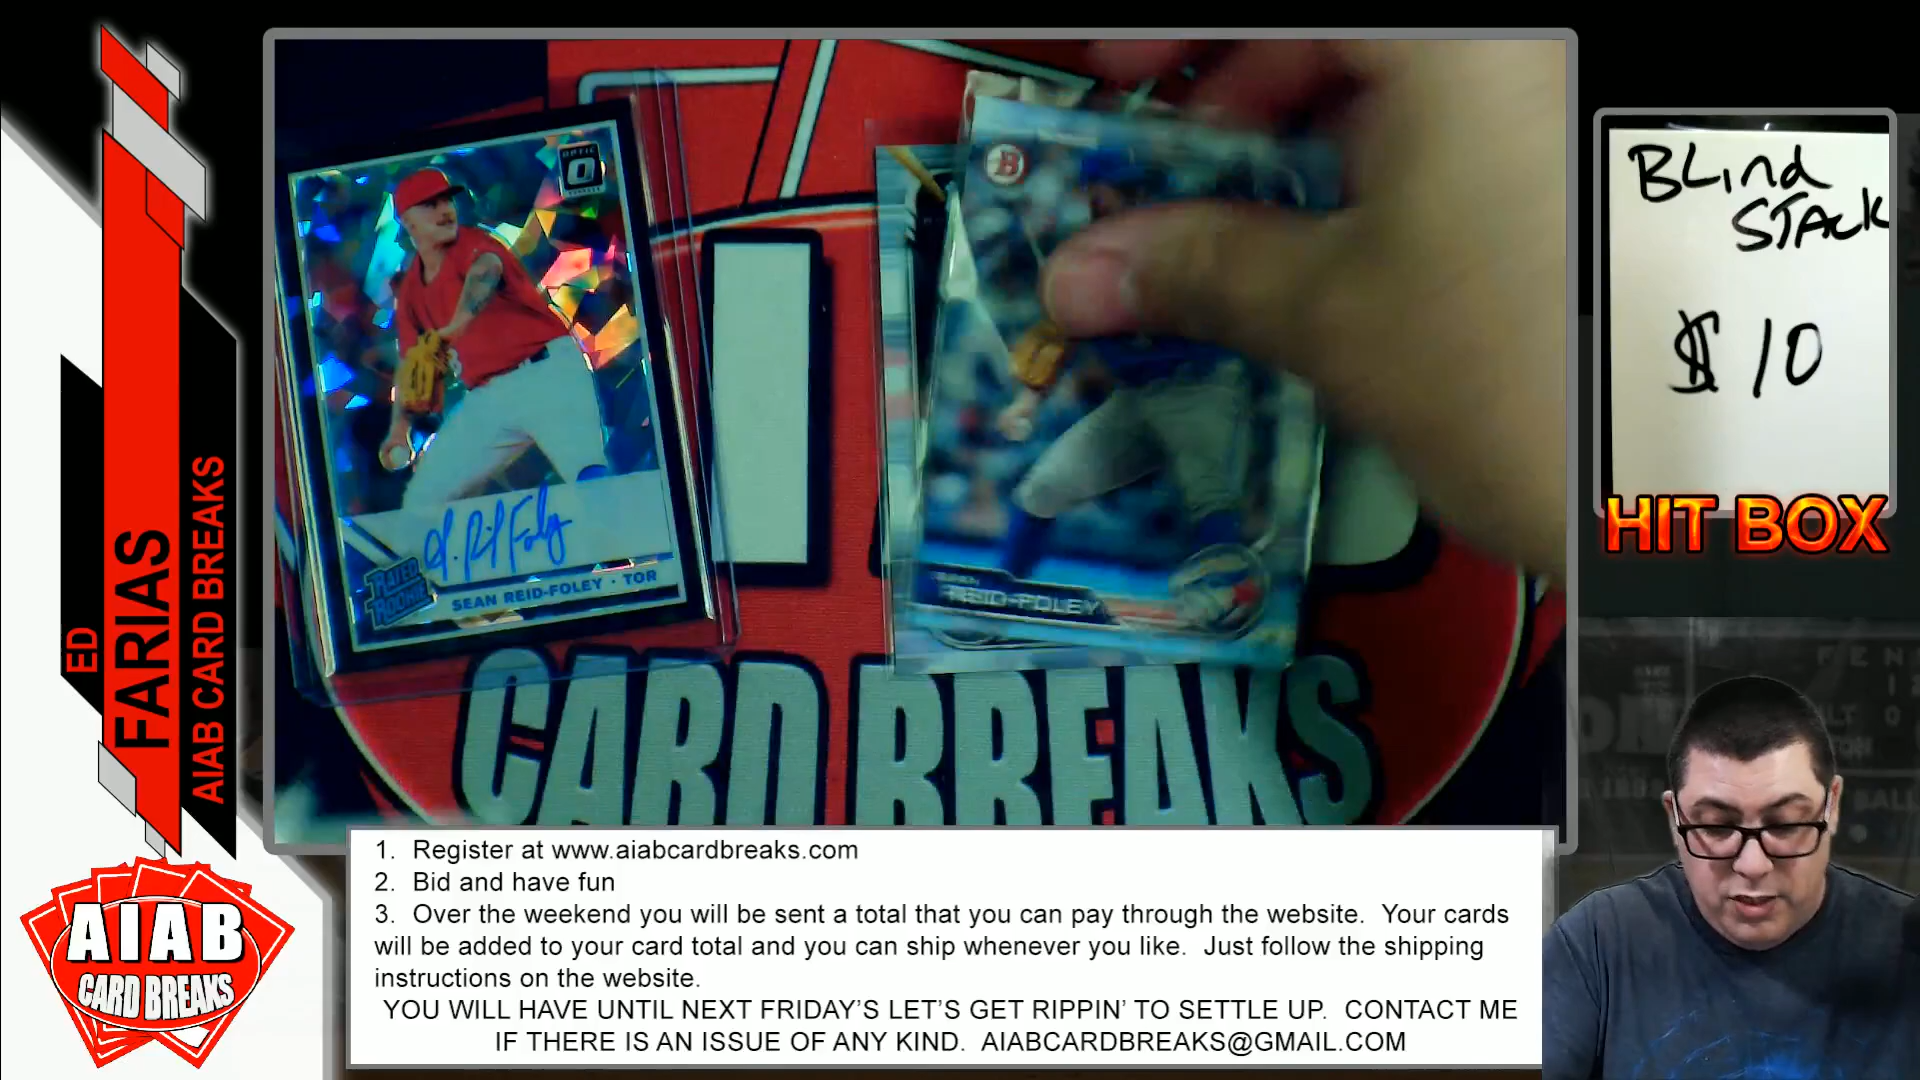 ED
FARIAS
AIAB CARD BREAKS
AIAB
CARD BREAKS
OPTIC
O
B
RATED
ROOKIE
SEAN REID-FOLEY · TOR
REID-FOLEY
CARD BREAKS
BLind
STAck
$10
HIT BOX
1. Register at www.aiabcardbreaks.com
2. Bid and have fun
3. Over the weekend you will be sent a total that you can pay through the website. Your cards
will be added to your card total and you can ship whenever you like. Just follow the shipping
instructions on the website.
YOU WILL HAVE UNTIL NEXT FRIDAY'S LET'S GET RIPPIN' TO SETTLE UP. CONTACT ME
IF THERE IS AN ISSUE OF ANY KIND. AIABCARDBREAKS@GMAIL.COM